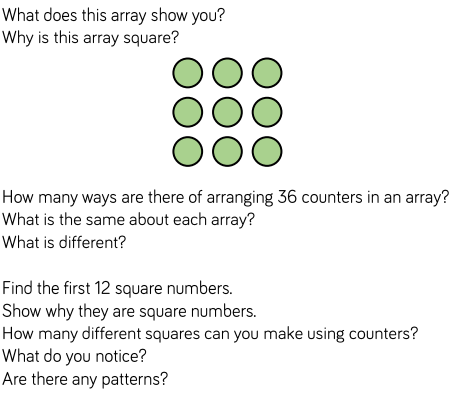 What does this array show you?
Why is this array square?
How many ways are there of arranging 36 counters in an array?
What is the same about each array?
What is different?
Find the first 12 square numbers.
Show why they are square numbers.
How many different squares can you make using counters?
What do you notice?
Are there any patterns?